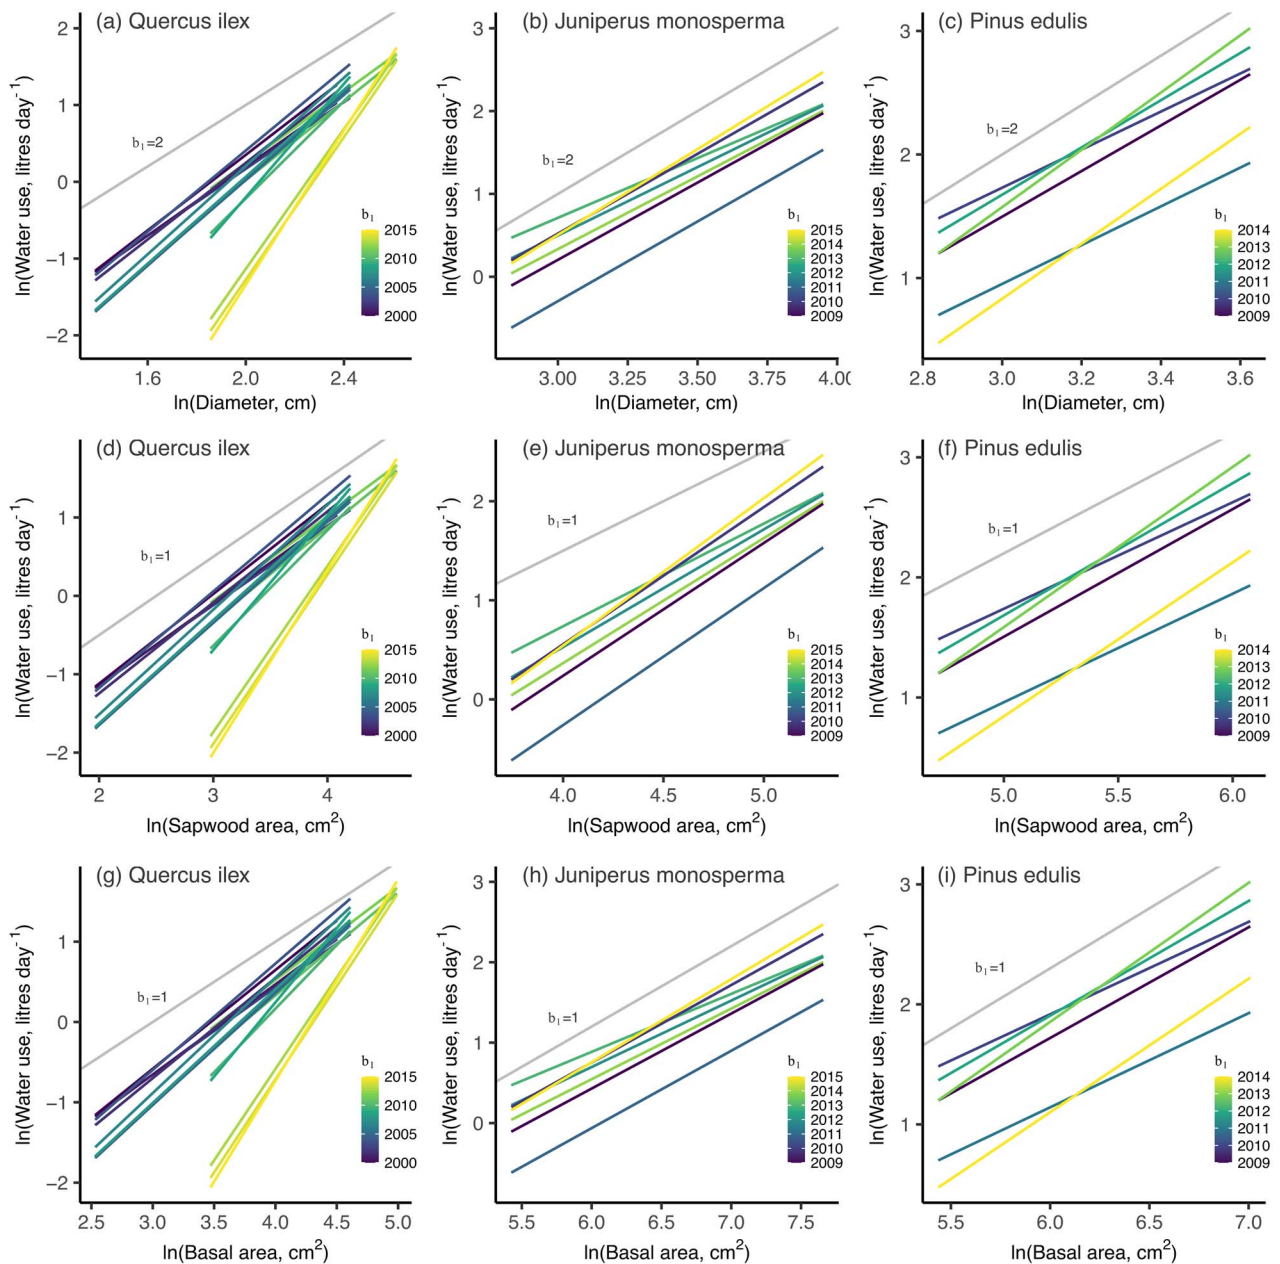 (a) Quercus ilex
ln(Water use, litres day⁻¹)
2
1
0
−1
−2
b₁=2
b₁
2015
2010
2005
2000
1.6
2.0
2.4
ln(Diameter, cm)
(b) Juniperus monosperma
ln(Water use, litres day⁻¹)
3
2
1
0
b₁=2
b₁
2015
2014
2013
2012
2011
2010
2009
3.00
3.25
3.50
3.75
4.00
ln(Diameter, cm)
(c) Pinus edulis
ln(Water use, litres day⁻¹)
3
2
1
b₁=2
b₁
2014
2013
2012
2011
2010
2009
2.8
3.0
3.2
3.4
3.6
ln(Diameter, cm)
(d) Quercus ilex
ln(Water use, litres day⁻¹)
1
0
−1
−2
b₁=1
b₁
2015
2010
2005
2000
2
3
4
ln(Sapwood area, cm²)
(e) Juniperus monosperma
ln(Water use, litres day⁻¹)
2
1
0
b₁=1
b₁
2015
2014
2013
2012
2011
2010
2009
4.0
4.5
5.0
ln(Sapwood area, cm²)
(f) Pinus edulis
ln(Water use, litres day⁻¹)
3
2
1
b₁=1
b₁
2014
2013
2012
2011
2010
2009
5.0
5.5
6.0
ln(Sapwood area, cm²)
(g) Quercus ilex
ln(Water use, litres day⁻¹)
1
0
−1
−2
b₁=1
b₁
2015
2010
2005
2000
2.5
3.0
3.5
4.0
4.5
5.0
ln(Basal area, cm²)
(h) Juniperus monosperma
ln(Water use, litres day⁻¹)
3
2
1
0
b₁=1
b₁
2015
2014
2013
2012
2011
2010
2009
5.5
6.0
6.5
7.0
7.5
ln(Basal area, cm²)
(i) Pinus edulis
ln(Water use, litres day⁻¹)
3
2
1
b₁=1
b₁
2014
2013
2012
2011
2010
2009
5.5
6.0
6.5
7.0
ln(Basal area, cm²)